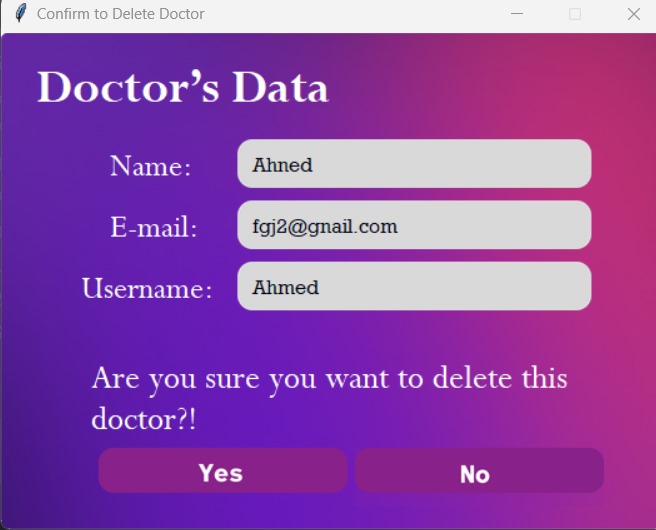 Confirm to Delete Doctor
Doctor's Data
Name: Ahned
E-mail: fgj2@gnail.com
Username: Ahmed
Are you sure you want to delete this
doctor?!
Yes No